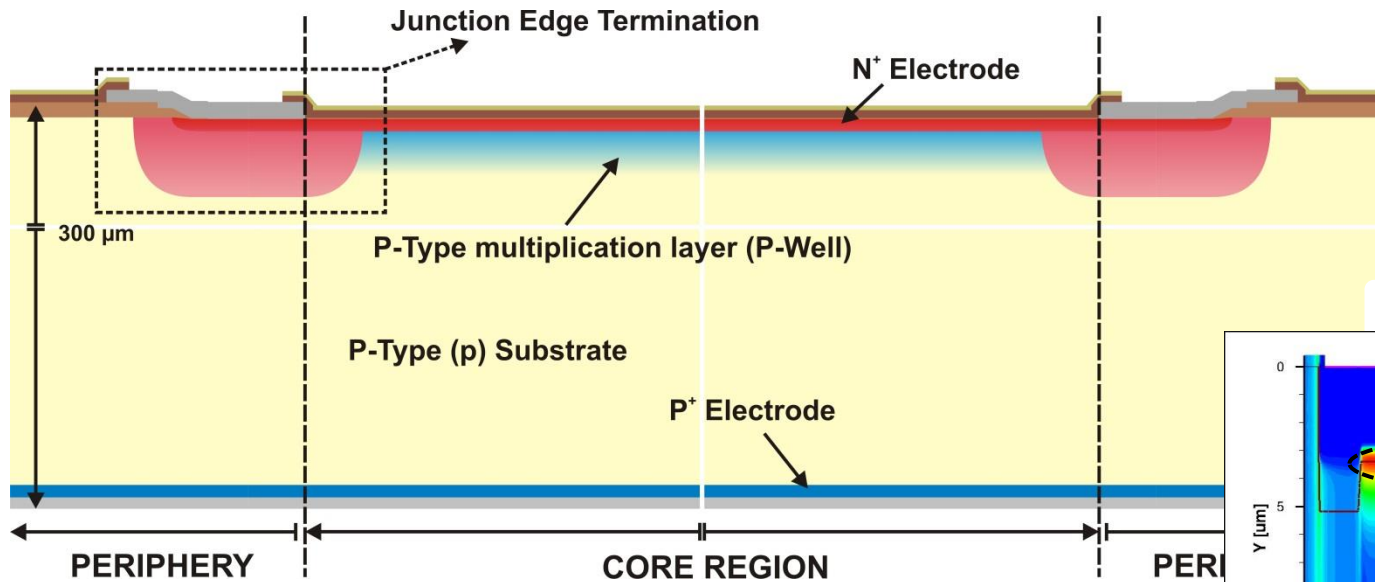 Junction Edge Termination
N⁺ Electrode
300 µm
P-Type multiplication layer (P-Well)
P-Type (p) Substrate
P⁺ Electrode
0
5
Y [um]
PERIPHERY
CORE REGION
PERI